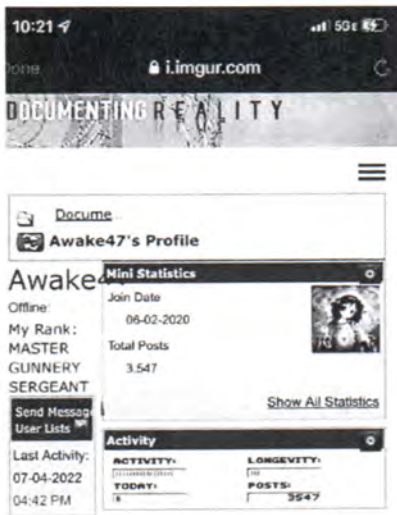 10:21
5G
Done
i.imgur.com
DOCUMENTING REALITY
Docume...
Awake47's Profile
Awake47
Offline:
My Rank:
MASTER
GUNNERY
SERGEANT
Send Message
User Lists
Last Activity:
07-04-2022
04:42 PM
Mini Statistics
Join Date
06-02-2020
Total Posts
3,547
Show All Statistics
Activity
ACTIVITY:
LONGEVITY:
TODAY:
POSTS:
3547